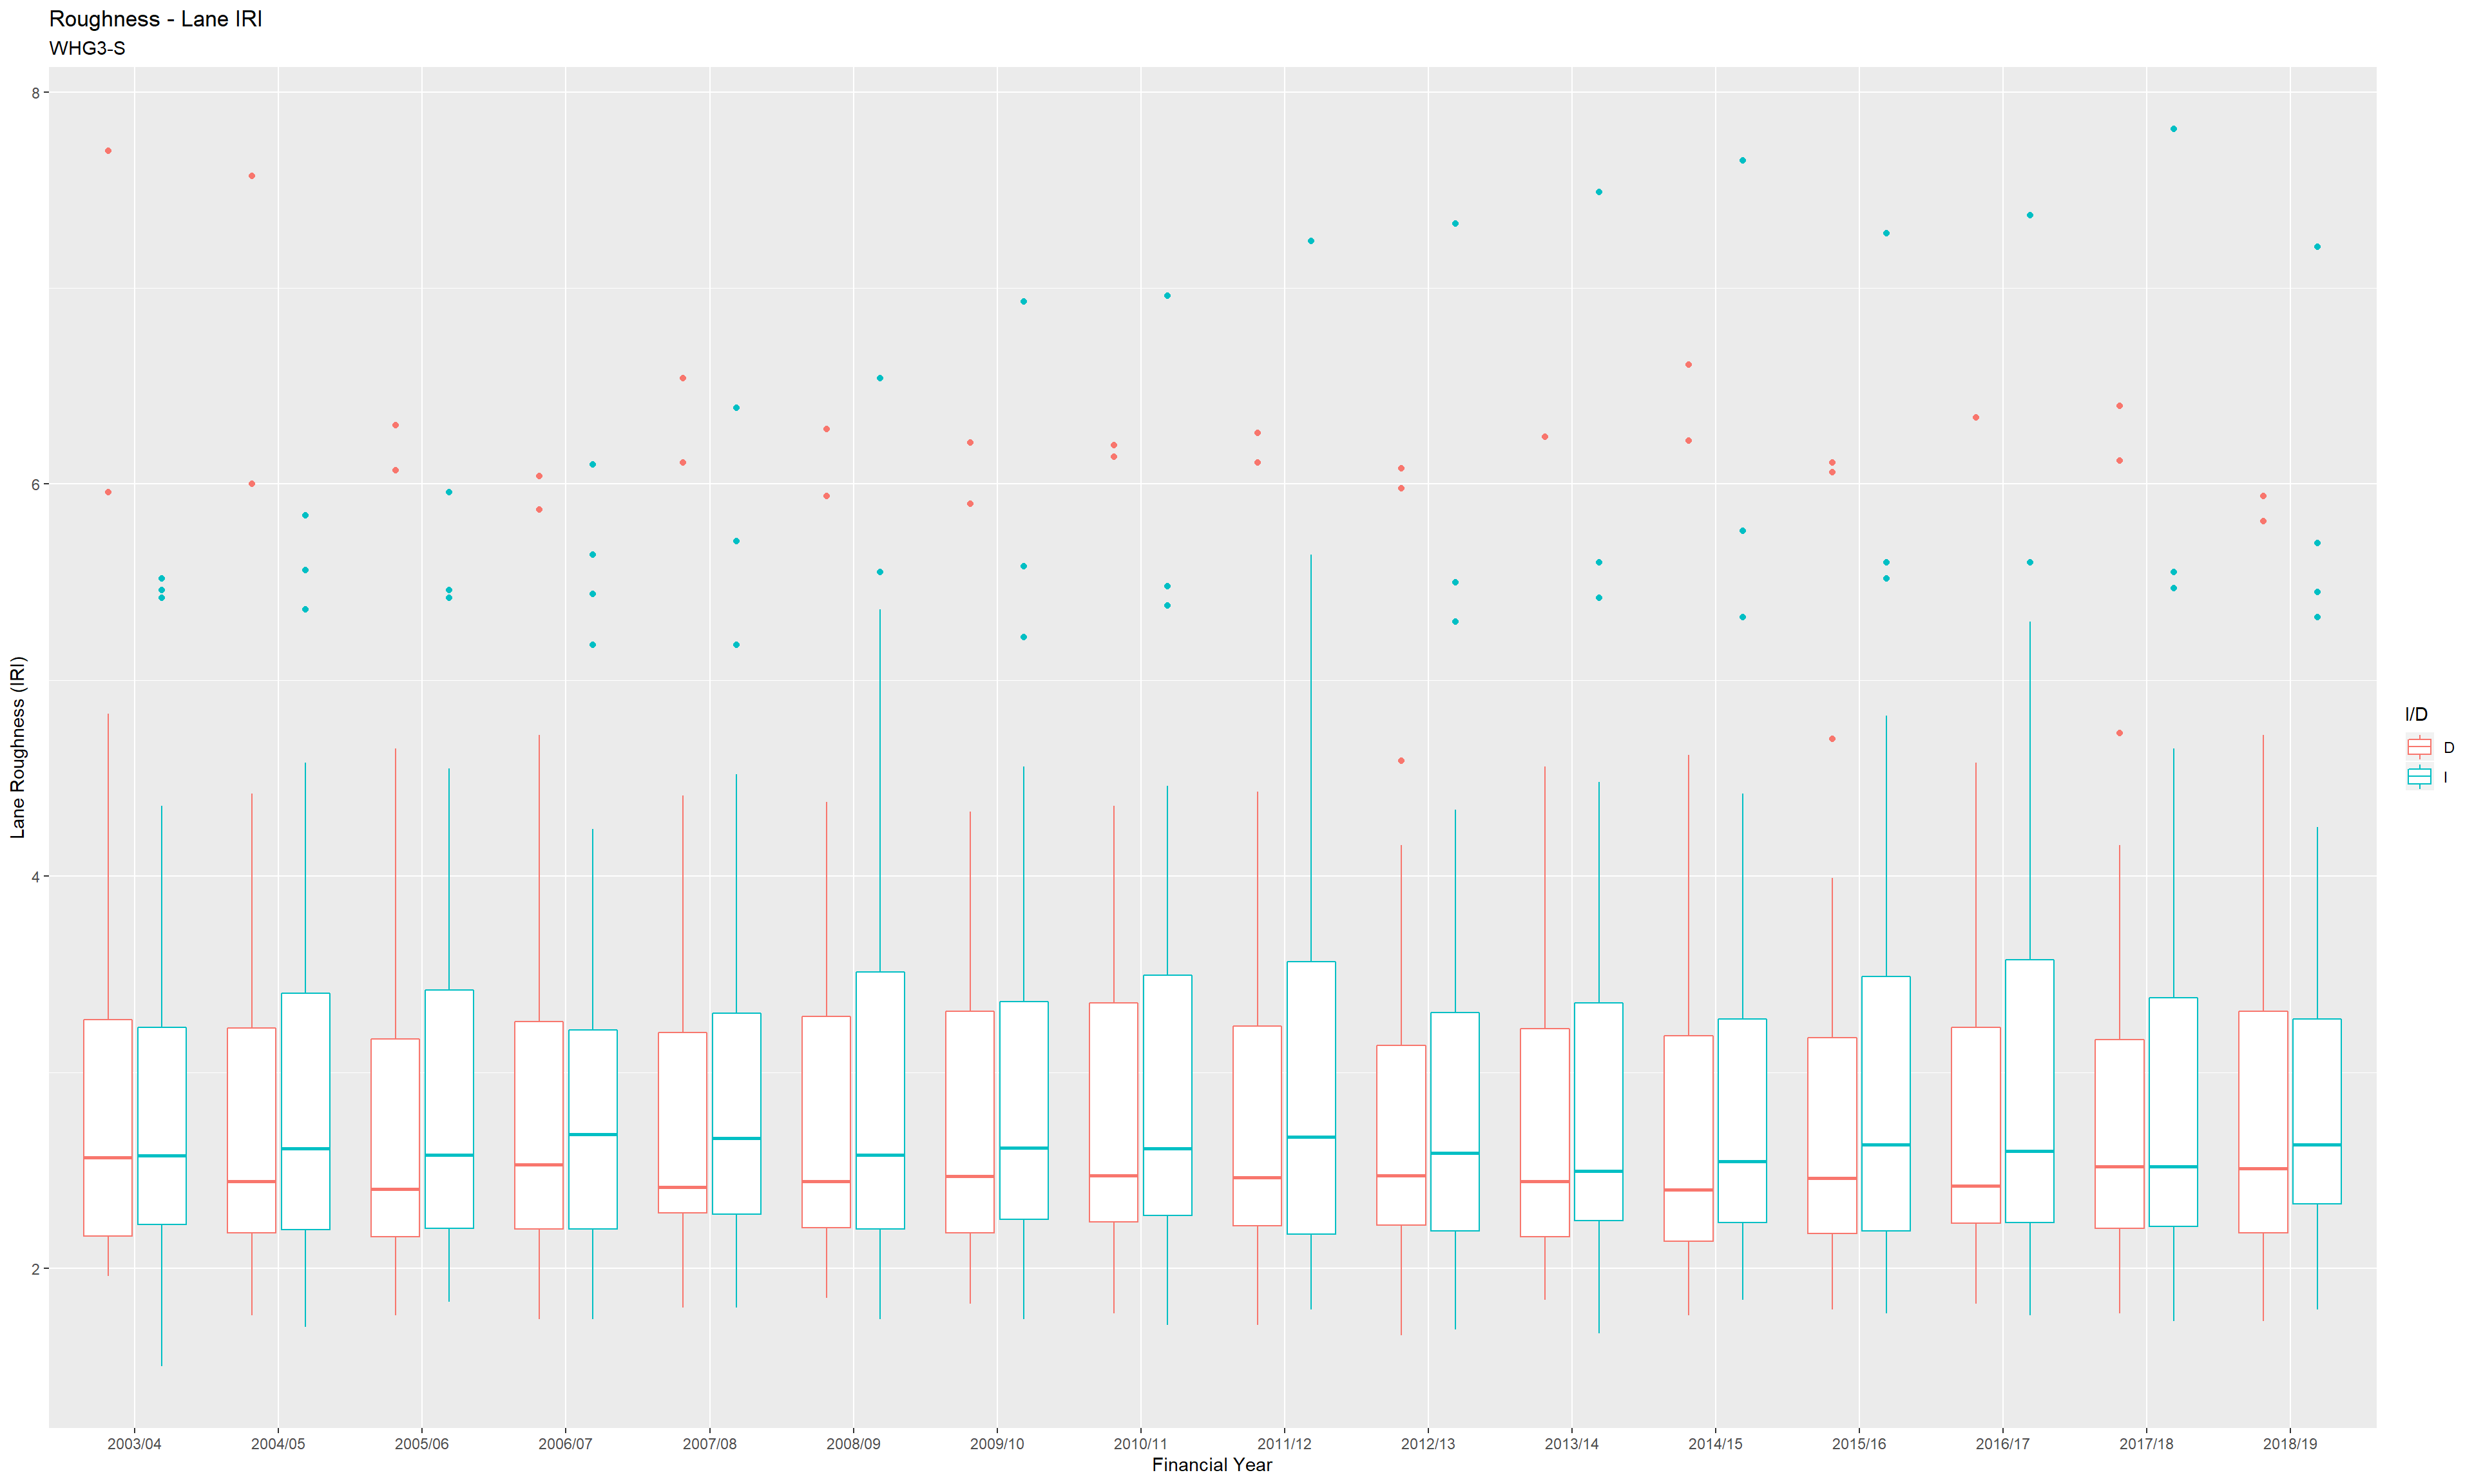 Roughness - Lane IRI
WHG3-S
8
6
4
2
Lane Roughness (IRI)
2003/04
2004/05
2005/06
2006/07
2007/08
2008/09
2009/10
2010/11
2011/12
2012/13
2013/14
2014/15
2015/16
2016/17
2017/18
2018/19
Financial Year
I/D
D
I